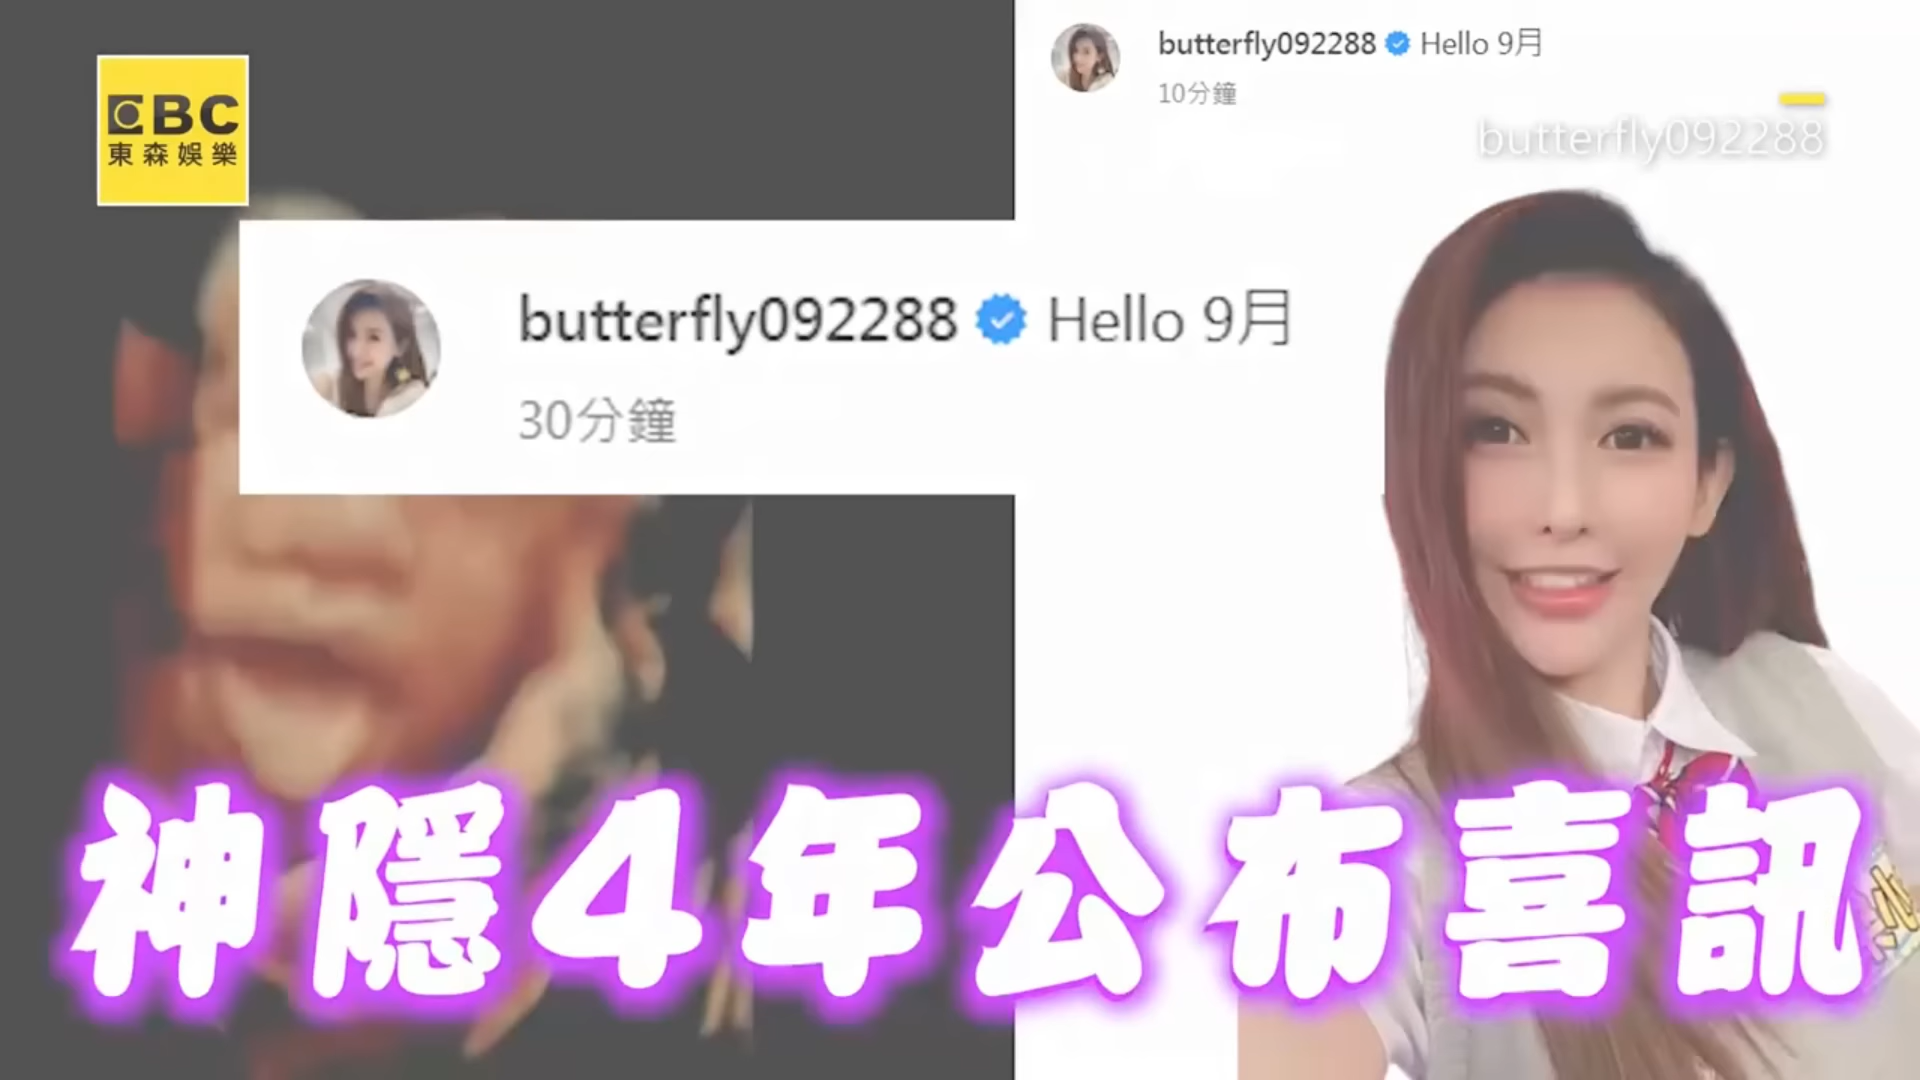 EBC
東森娛樂
butterfly092288 Hello 9月
10分鐘
butterfly092288
butterfly092288 Hello 9月
30分鐘
神隱4年公布喜訊